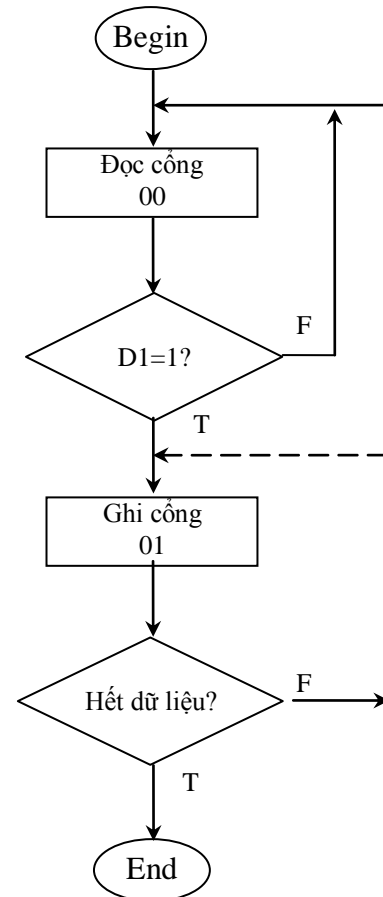 Begin
Đọc cổng
00
F
D1=1?
T
Ghi cổng
01
F
Hết dữ liệu?
T
End